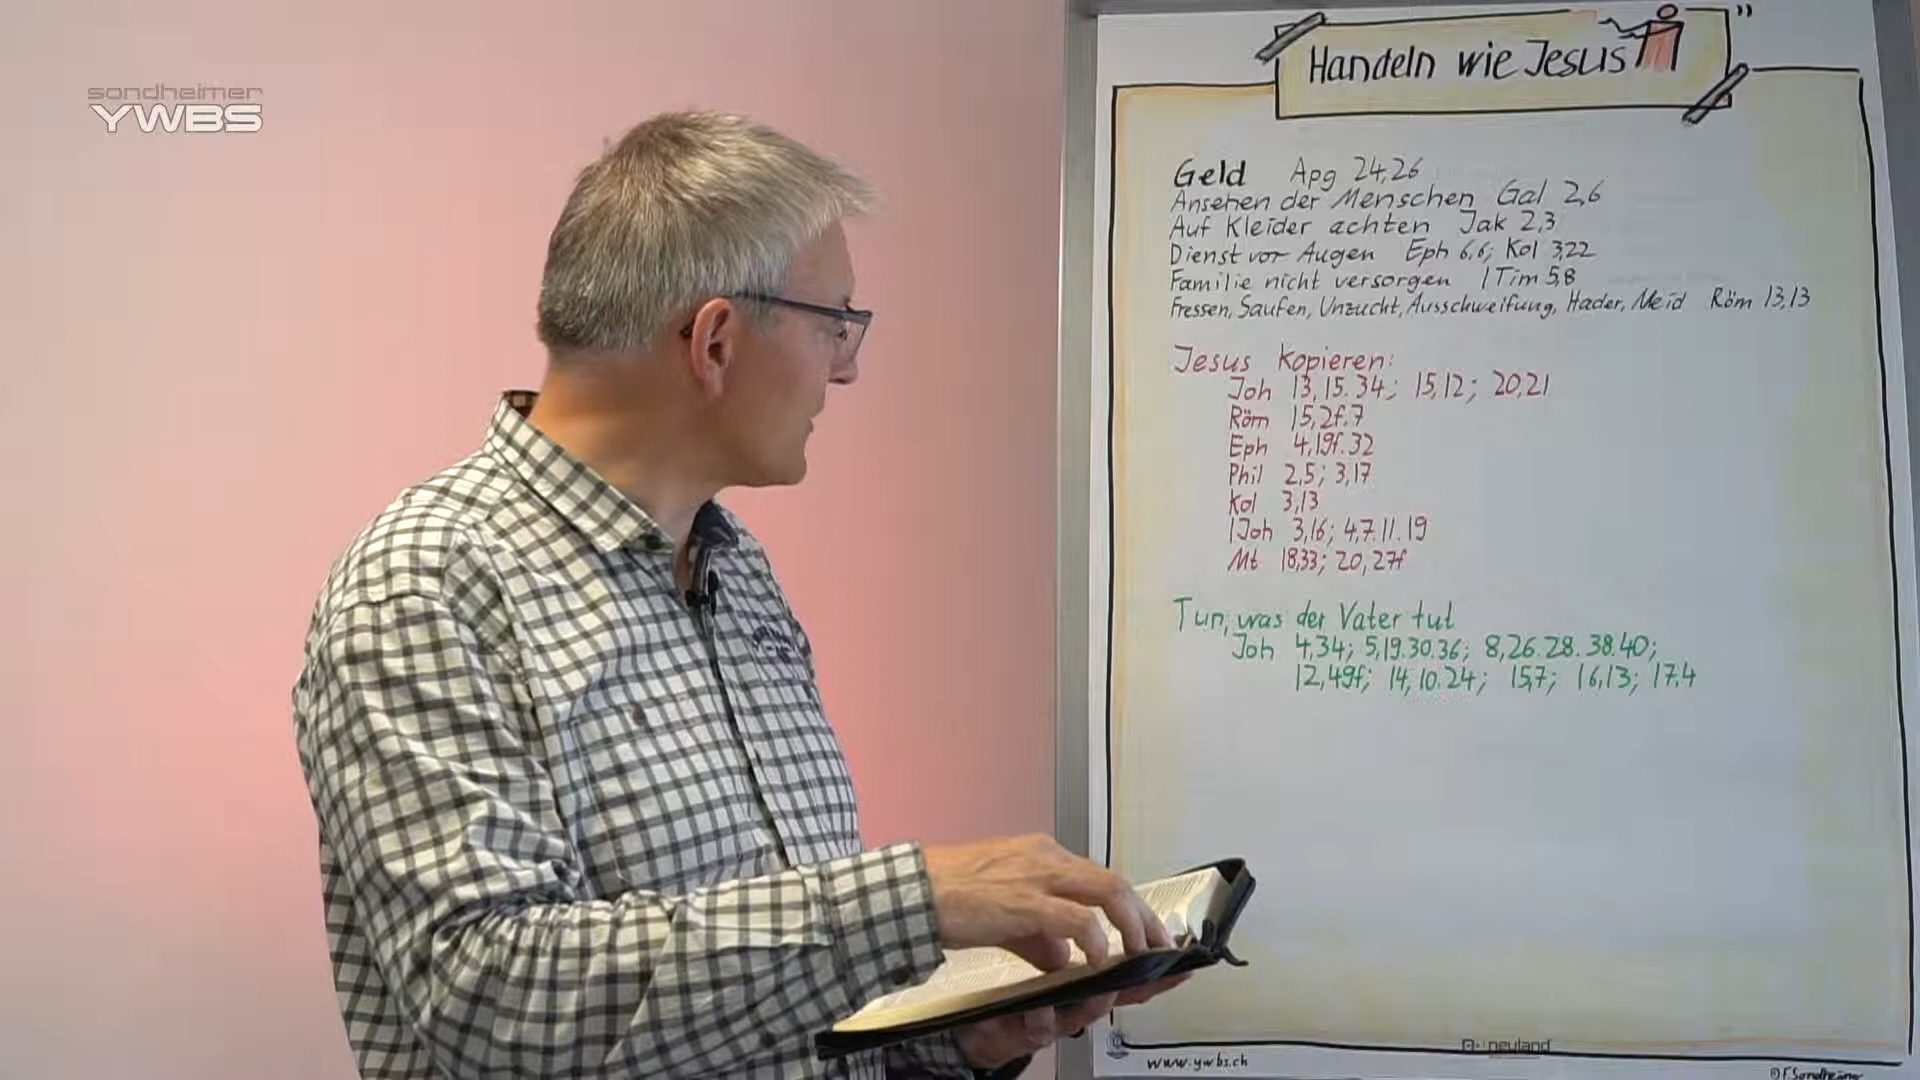 sondheimer
YWBS
Handeln wie Jesus "
Geld Apg 24,26
Ansehen der Menschen Gal 2,6
Auf Kleider achten Jak 2,3
Dienst vor Augen Eph 6,6; Kol 3,22
Familie nicht versorgen 1Tim 5,8
Fressen, Saufen, Unzucht, Ausschweifung, Hader, Neid Röm 13,13
Jesus kopieren:
Joh 13,15.34; 15,12; 20,21
Röm 15,2f.7
Eph 4,19f.32
Phil 2,5; 3,17
Kol 3,13
1Joh 3,16; 4,7.11.19
Mt 18,33; 20,27f
Tun, was der Vater tut
Joh 4,34; 5,19.30.36; 8,26.28.38.40;
12,49f; 14,10.24; 15,7; 16,13; 17,4
neyland
www.ywbs.ch
©F.Sondheimer